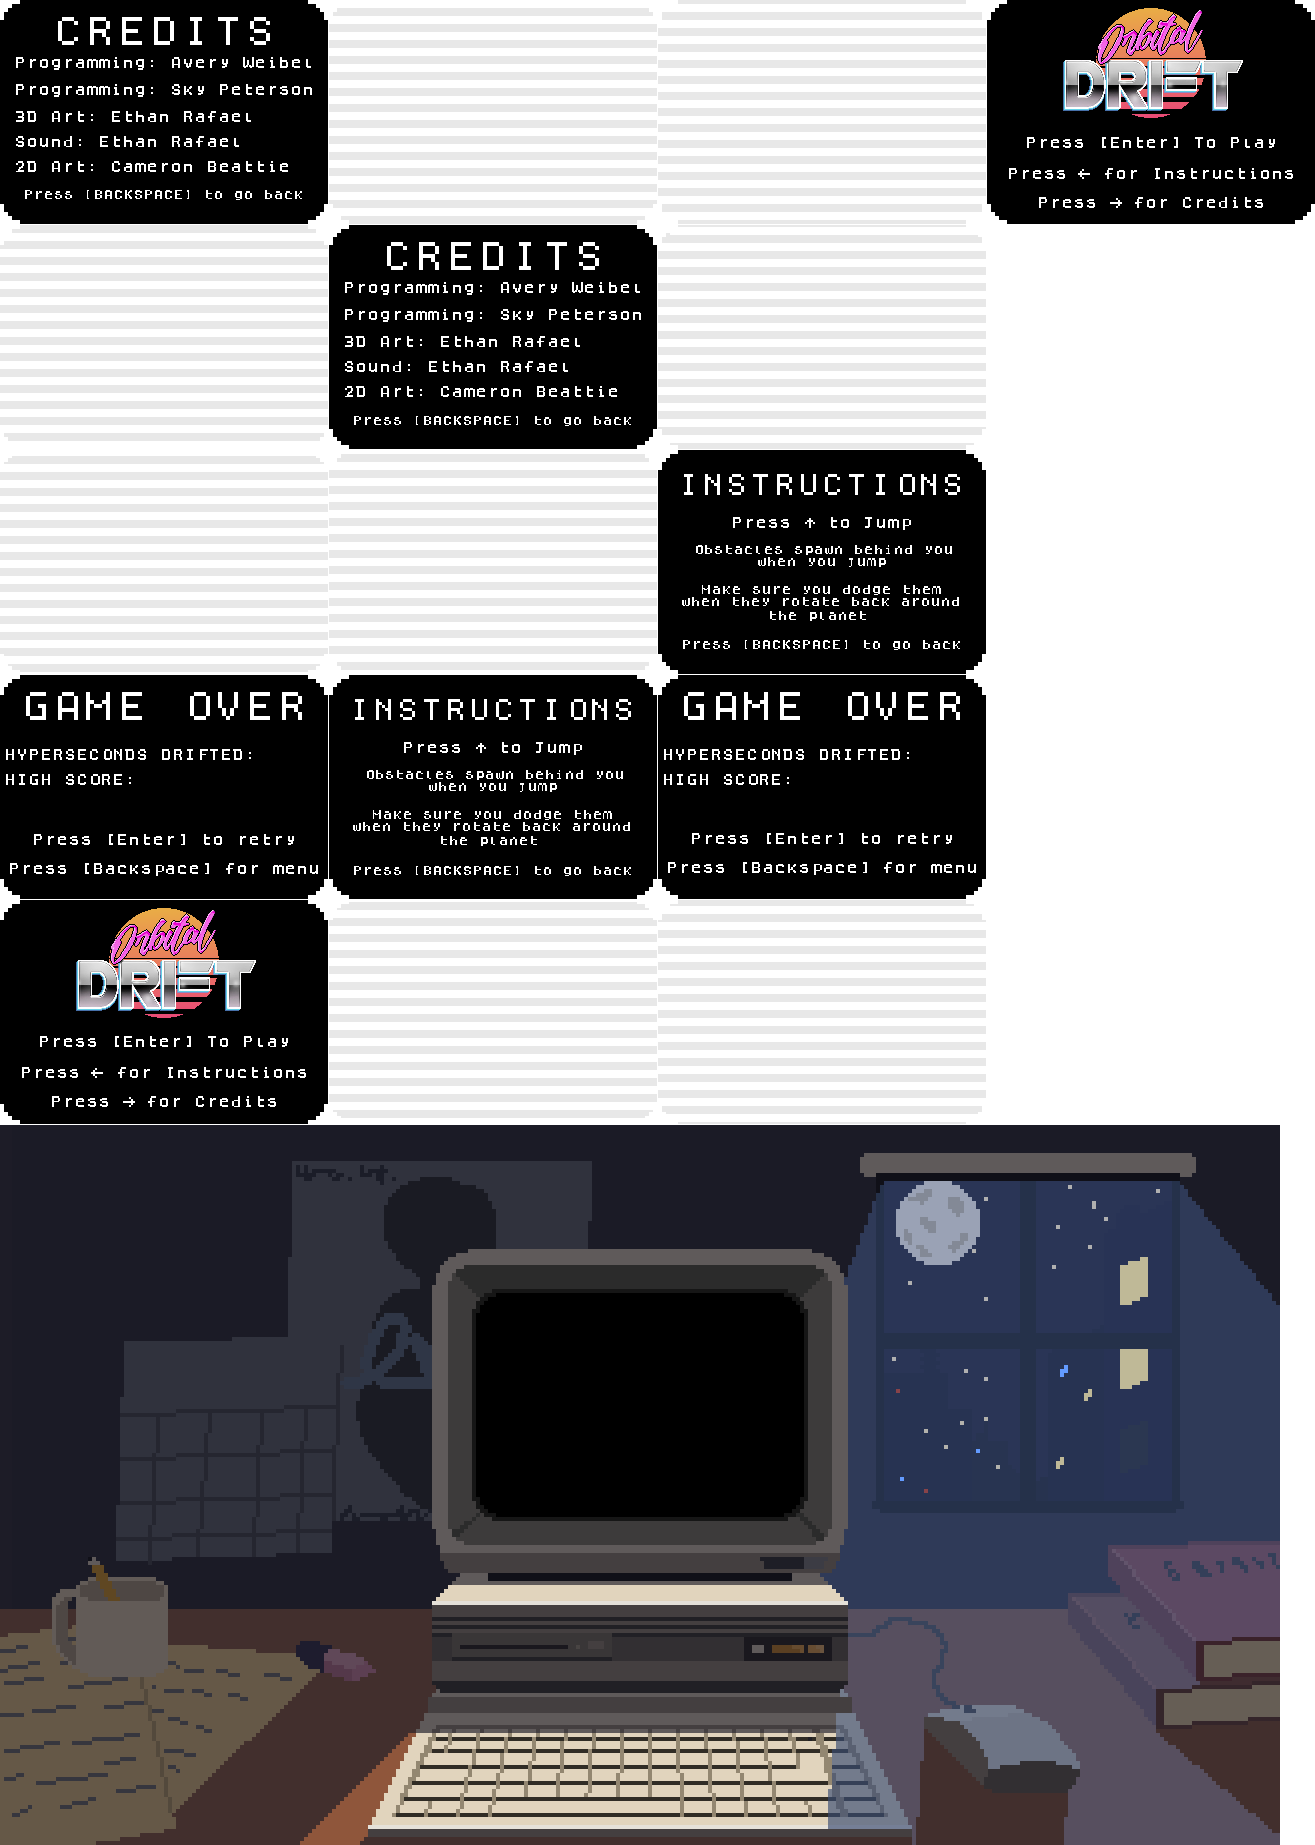 CREDITS
Programming: Avery Weibel
Programming: Sky Peterson
3D Art: Ethan Rafael
Sound: Ethan Rafael
2D Art: Cameron Beattie
Press [BACKSPACE] to go back
Orbital
DRIFT
Press [Enter] To Play
Press ← for Instructions
Press → for Credits
CREDITS
Programming: Avery Weibel
Programming: Sky Peterson
3D Art: Ethan Rafael
Sound: Ethan Rafael
2D Art: Cameron Beattie
Press [BACKSPACE] to go back
INSTRUCTIONS
Press ↑ to Jump
Obstacles spawn behind you
when you jump
Make sure you dodge them
when they rotate back around
the planet
Press [BACKSPACE] to go back
GAME OVER
HYPERSECONDS DRIFTED:
HIGH SCORE:
Press [Enter] to retry
Press [Backspace] for menu
INSTRUCTIONS
Press ↑ to Jump
Obstacles spawn behind you
when you jump
Make sure you dodge them
when they rotate back around
the planet
Press [BACKSPACE] to go back
GAME OVER
HYPERSECONDS DRIFTED:
HIGH SCORE:
Press [Enter] to retry
Press [Backspace] for menu
Orbital
DRIFT
Press [Enter] To Play
Press ← for Instructions
Press → for Credits